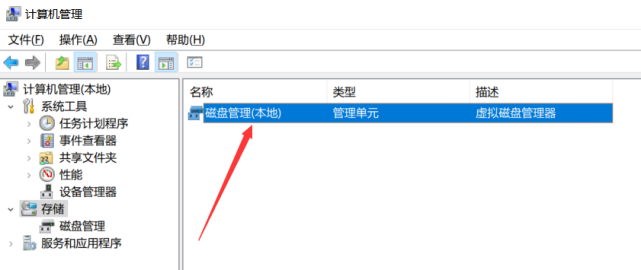 计算机管理
文件(F) 操作(A) 查看(V) 帮助(H)
计算机管理(本地)
系统工具
任务计划程序
事件查看器
共享文件夹
性能
设备管理器
存储
磁盘管理
服务和应用程序
名称 类型 描述
磁盘管理(本地) 管理单元 虚拟磁盘管理器